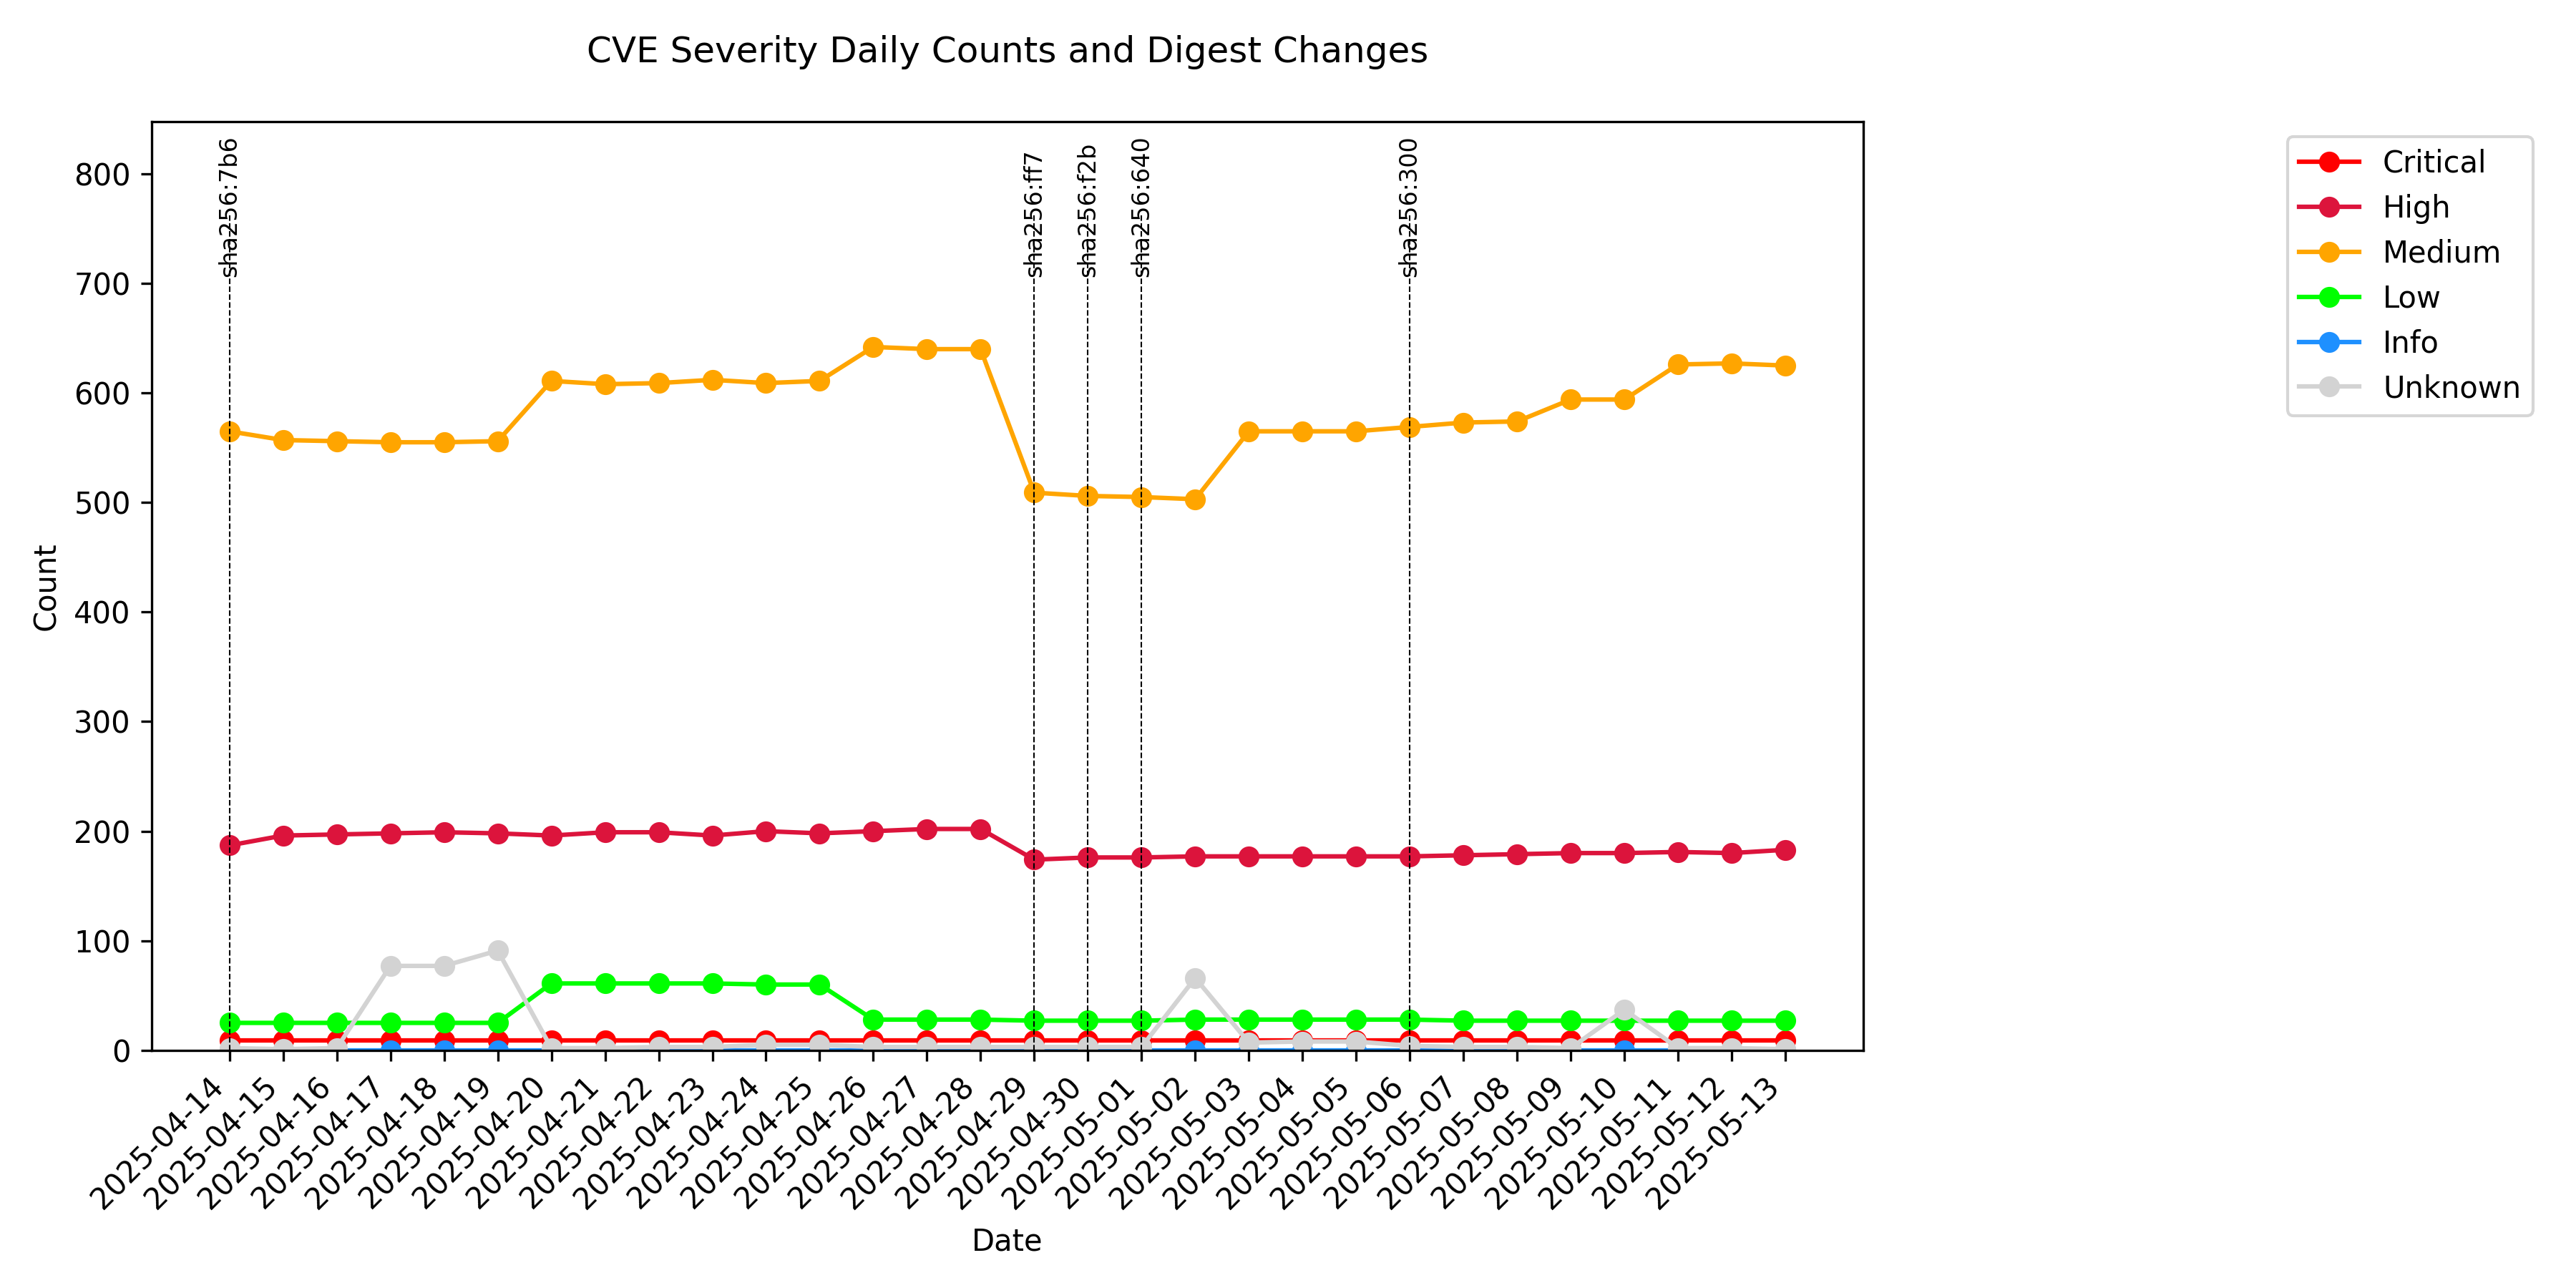 CVE Severity Daily Counts and Digest Changes
sha256:7b6
sha256:ff7
sha256:f2b
sha256:640
sha256:300
Critical
High
Medium
Low
Info
Unknown
Count
800
700
600
500
400
300
200
100
0
2025-04-14
2025-04-15
2025-04-16
2025-04-17
2025-04-18
2025-04-19
2025-04-20
2025-04-21
2025-04-22
2025-04-23
2025-04-24
2025-04-25
2025-04-26
2025-04-27
2025-04-28
2025-04-29
2025-04-30
2025-05-01
2025-05-02
2025-05-03
2025-05-04
2025-05-05
2025-05-06
2025-05-07
2025-05-08
2025-05-09
2025-05-10
2025-05-11
2025-05-12
2025-05-13
Date